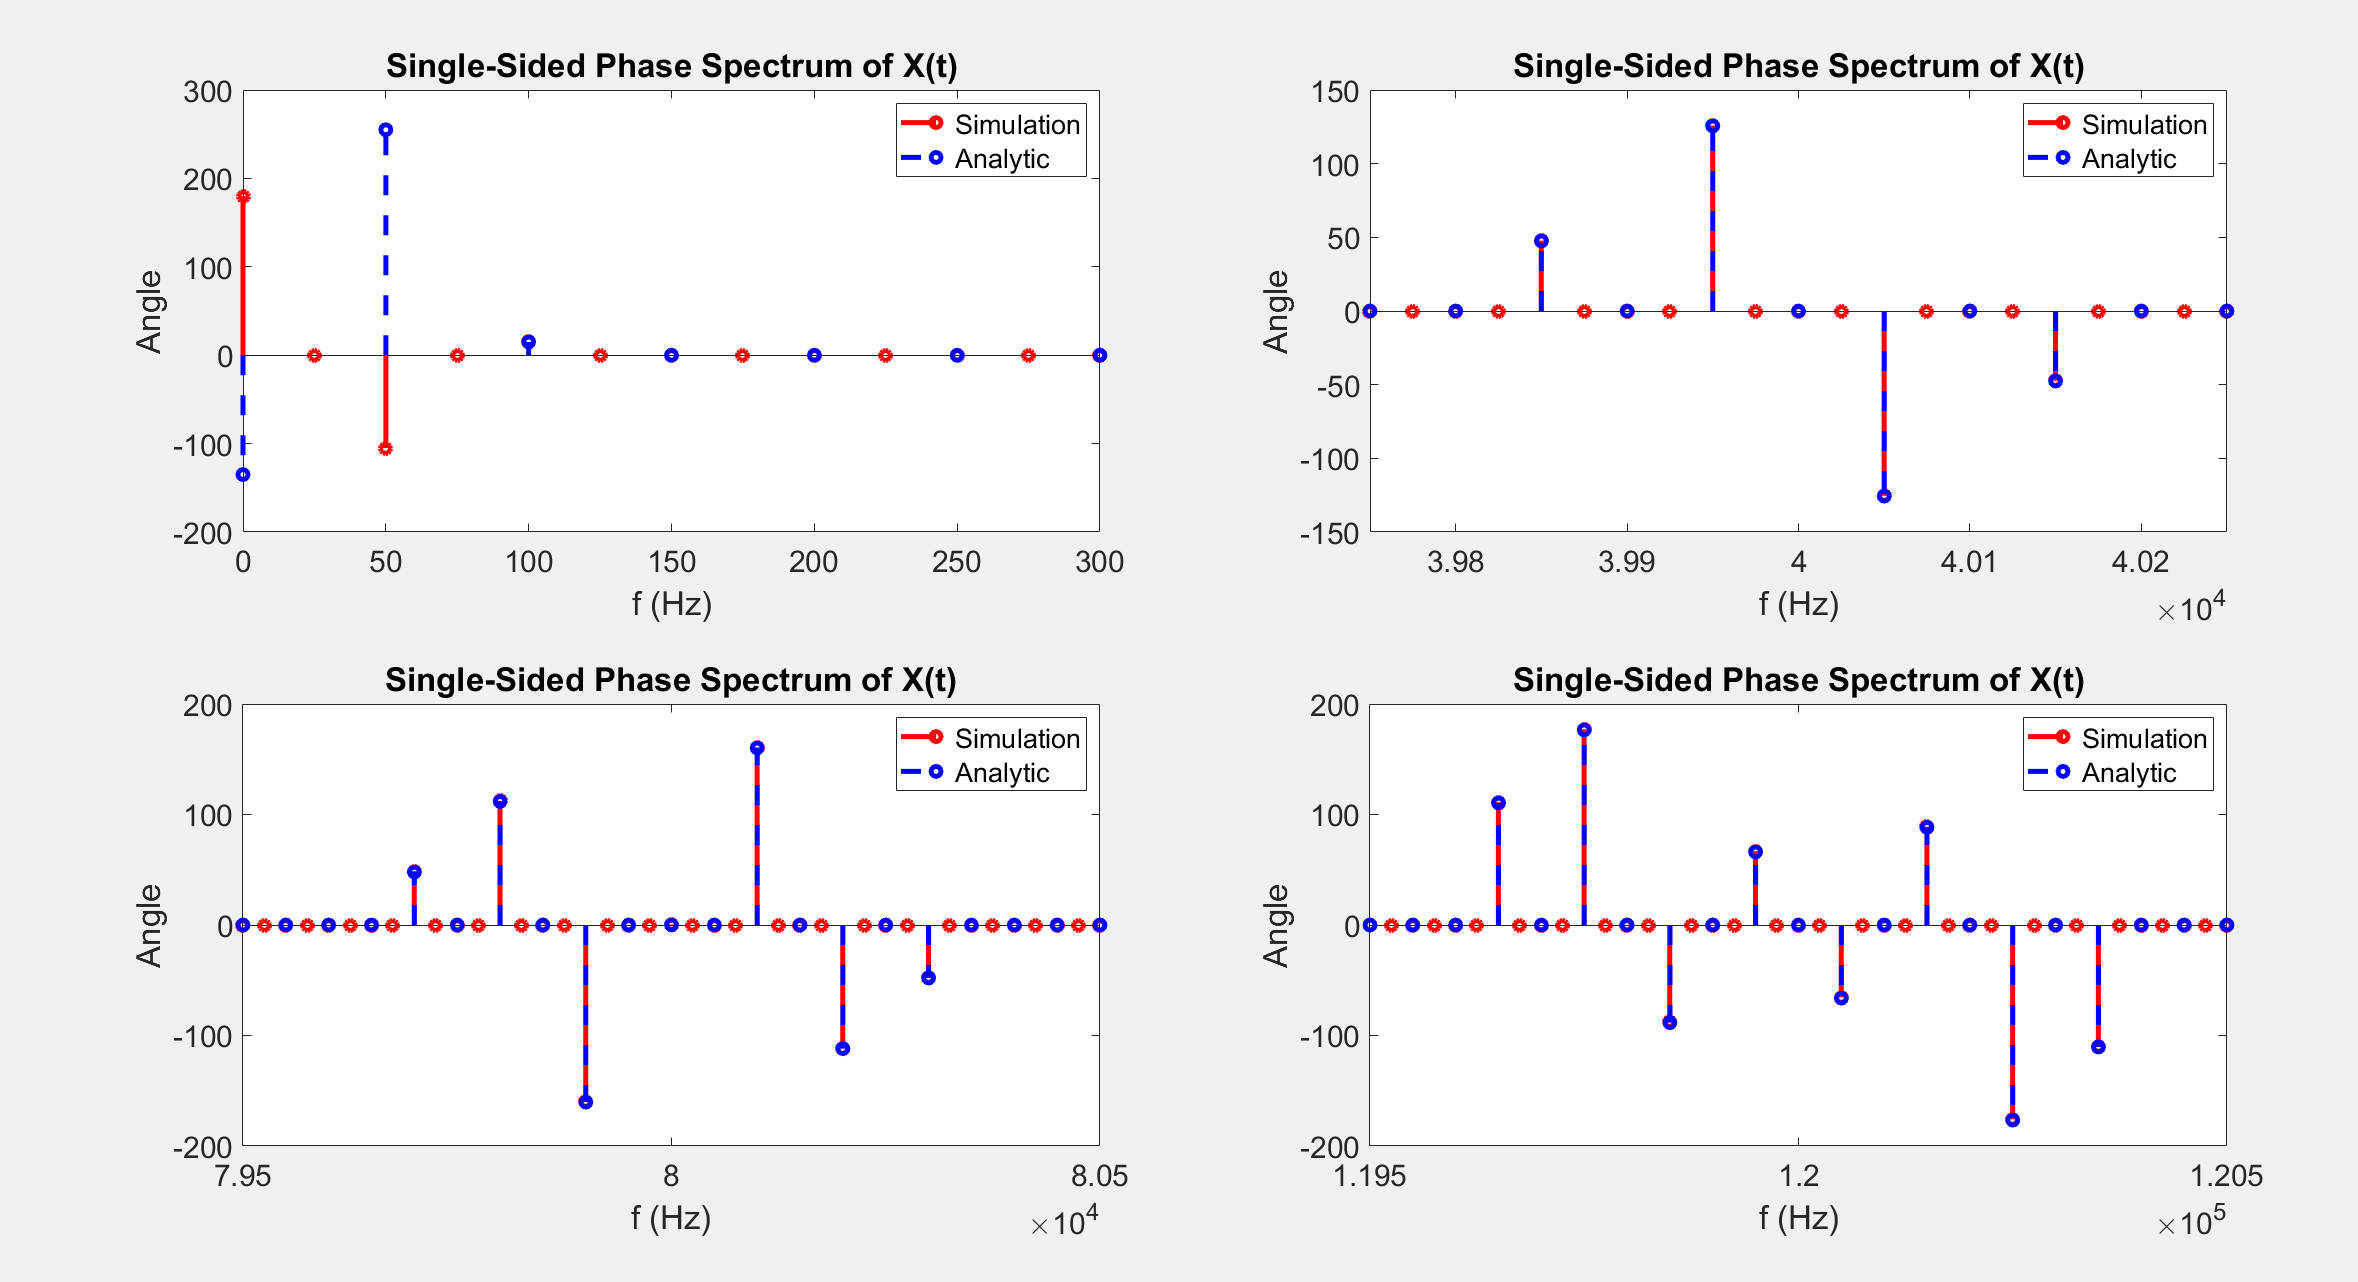 Single-Sided Phase Spectrum of X(t)
300
200
100
0
-100
-200
Angle
Simulation
Analytic
0 50 100 150 200 250 300
f (Hz)
Single-Sided Phase Spectrum of X(t)
150
100
50
0
-50
-100
-150
Angle
Simulation
Analytic
3.98 3.99 4 4.01 4.02
f (Hz)
×10^4
Single-Sided Phase Spectrum of X(t)
200
100
0
-100
-200
Angle
Simulation
Analytic
7.95 8 8.05
f (Hz)
×10^4
Single-Sided Phase Spectrum of X(t)
200
100
0
-100
-200
Angle
Simulation
Analytic
1.195 1.2 1.205
f (Hz)
×10^5